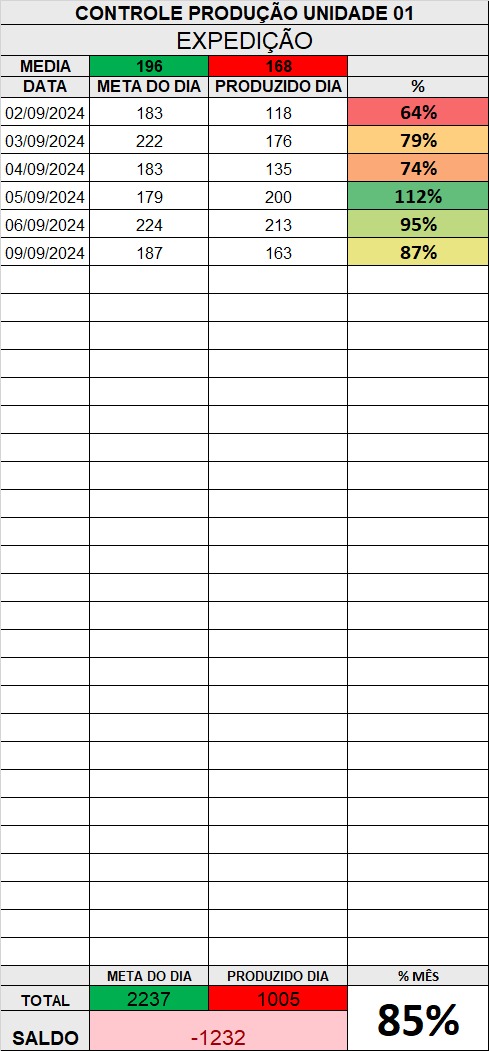 CONTROLE PRODUÇÃO UNIDADE 01
EXPEDIÇÃO
MEDIA 196 168
DATA META DO DIA PRODUZIDO DIA %
02/09/2024 183 118 64%
03/09/2024 222 176 79%
04/09/2024 183 135 74%
05/09/2024 179 200 112%
06/09/2024 224 213 95%
09/09/2024 187 163 87%
META DO DIA PRODUZIDO DIA % MÊS
TOTAL 2237 1005 85%
SALDO -1232